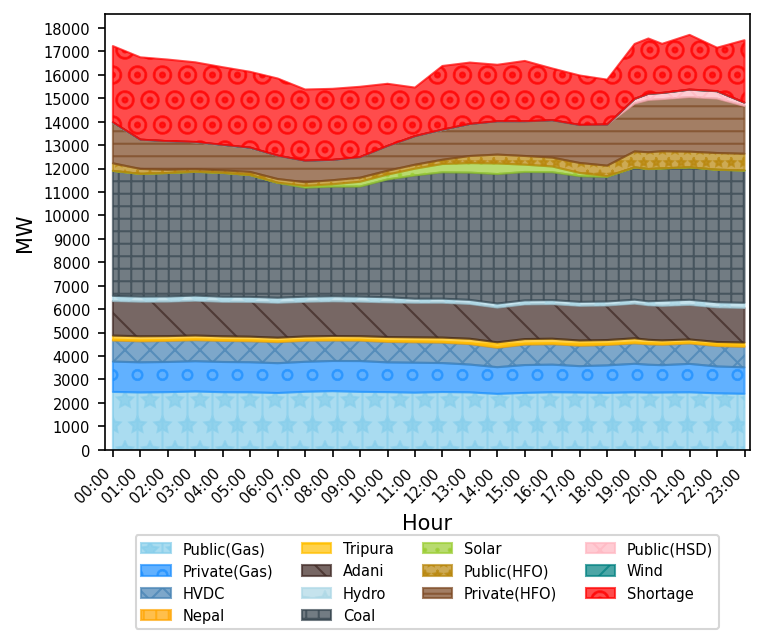 18000
17000
16000
15000
14000
13000
12000
11000
10000
9000
8000
7000
6000
5000
4000
3000
2000
1000
0
MW
00:00 01:00 02:00 03:00 04:00 05:00 06:00 07:00 08:00 09:00 10:00 11:00 12:00 13:00 14:00 15:00 16:00 17:00 18:00 19:00 20:00 21:00 22:00 23:00
Hour
Public(Gas) Tripura Solar Public(HSD)
Private(Gas) Adani Public(HFO) Wind
HVDC Hydro Private(HFO) Shortage
Nepal Coal